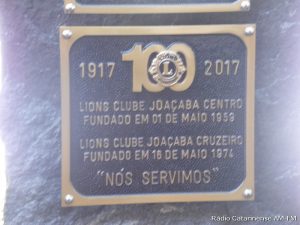 1917 100 2017
LIONS CLUBE JOAÇABA CENTRO
FUNDADO EM 01 DE MAIO 1959
LIONS CLUBE JOAÇABA CRUZEIRO
FUNDADO EM 16 DE MAIO 1974
"NÓS SERVIMOS"
Rádio Catarinense AM-FM